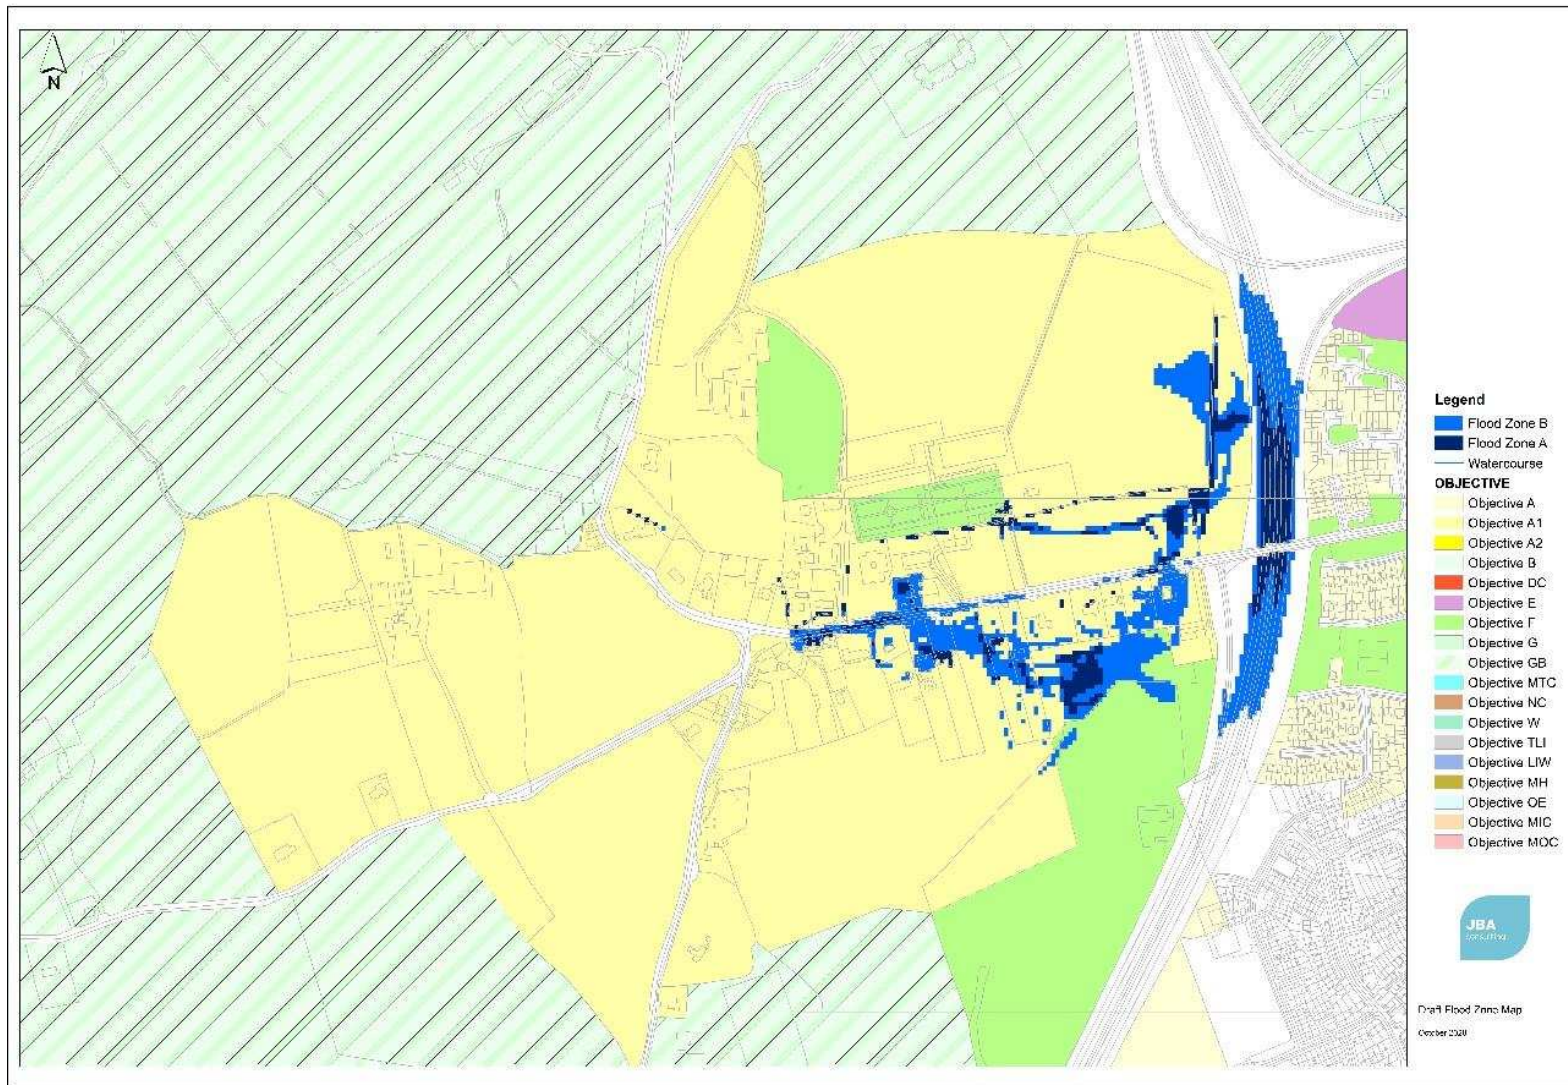 N
Legend
Flood Zone B
Flood Zone A
Watercourse
OBJECTIVE
Objective A
Objective A1
Objective A2
Objective B
Objective DC
Objective E
Objective F
Objective G
Objective GB
Objective MTC
Objective NC
Objective W
Objective TLI
Objective LIW
Objective MH
Objective OE
Objective MIC
Objective MOC
JBA
consulting
Draft Flood Zone Map
October 2020